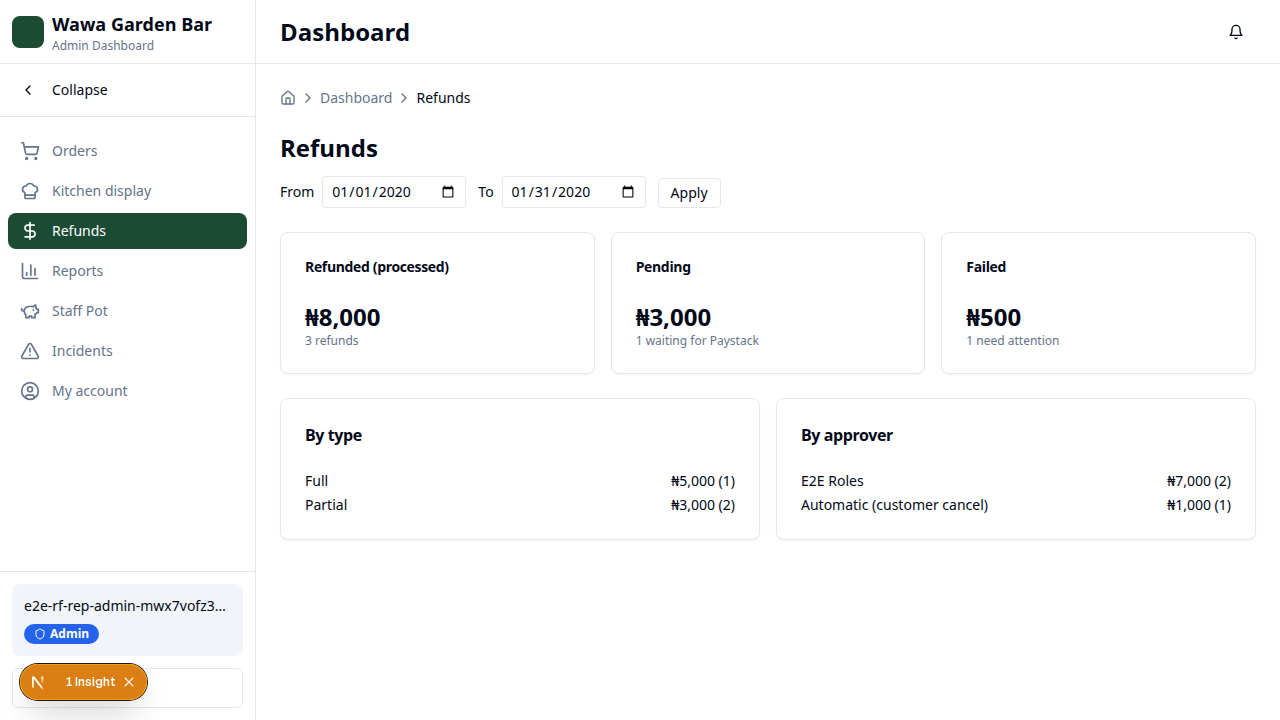 Wawa Garden Bar
Admin Dashboard
Collapse
Orders
Kitchen display
Refunds
Reports
Staff Pot
Incidents
My account
e2e-rf-rep-admin-mwx7vofz3...
Admin
1 Insight
Dashboard
Dashboard Refunds
Refunds
From 01/01/2020 To 01/31/2020 Apply
Refunded (processed)
₦8,000
3 refunds
Pending
₦3,000
1 waiting for Paystack
Failed
₦500
1 need attention
By type
Full ₦5,000 (1)
Partial ₦3,000 (2)
By approver
E2E Roles ₦7,000 (2)
Automatic (customer cancel) ₦1,000 (1)